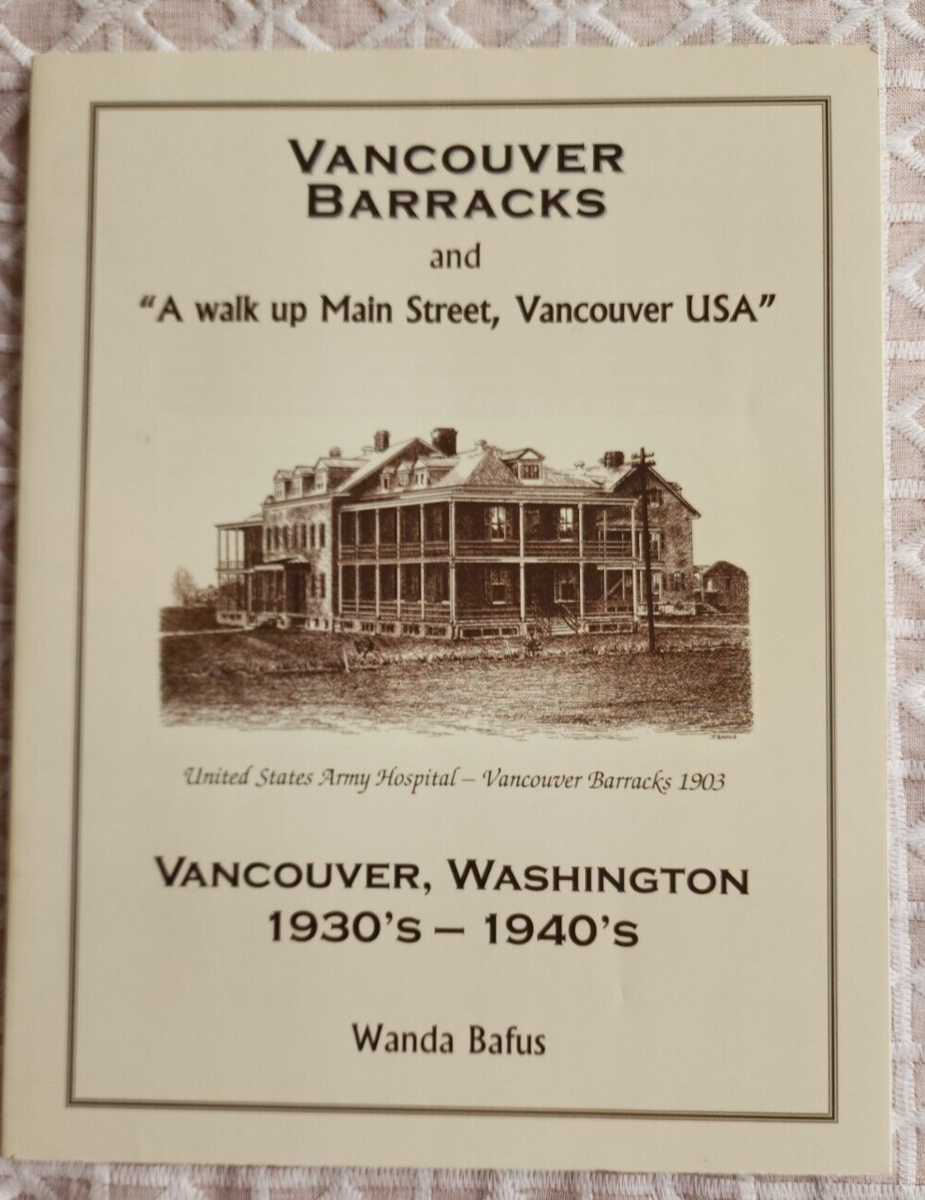 VANCOUVER
BARRACKS
and
“A walk up Main Street, Vancouver USA”
United States Army Hospital – Vancouver Barracks 1903
VANCOUVER, WASHINGTON
1930’s – 1940’s
Wanda Bafus